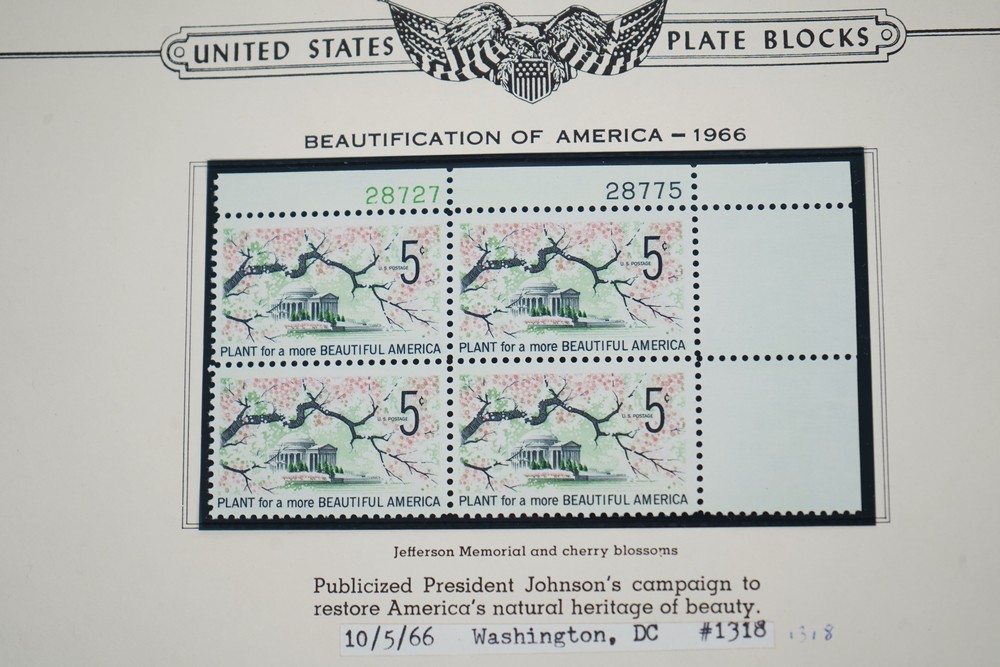 UNITED STATES PLATE BLOCKS
BEAUTIFICATION OF AMERICA – 1966
28727 28775
5¢ 5¢
U.S. POSTAGE U.S. POSTAGE
PLANT for a more BEAUTIFUL AMERICA PLANT for a more BEAUTIFUL AMERICA
5¢ 5¢
U.S. POSTAGE U.S. POSTAGE
PLANT for a more BEAUTIFUL AMERICA PLANT for a more BEAUTIFUL AMERICA
Jefferson Memorial and cherry blossoms
Publicized President Johnson's campaign to
restore America's natural heritage of beauty.
10/5/66 Washington, DC #1318 1318